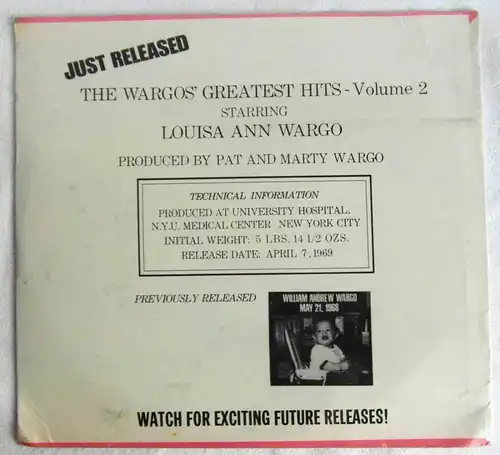 JUST RELEASED
THE WARGOS' GREATEST HITS - Volume 2
STARRING
LOUISA ANN WARGO
PRODUCED BY PAT AND MARTY WARGO
TECHNICAL INFORMATION
PRODUCED AT UNIVERSITY HOSPITAL,
N.Y.U. MEDICAL CENTER NEW YORK CITY
INITIAL WEIGHT: 5 LBS. 14 1/2 OZS.
RELEASE DATE: APRIL 7, 1969
PREVIOUSLY RELEASED
WILLIAM ANDREW WARGO
MAY 21, 1968
WATCH FOR EXCITING FUTURE RELEASES!